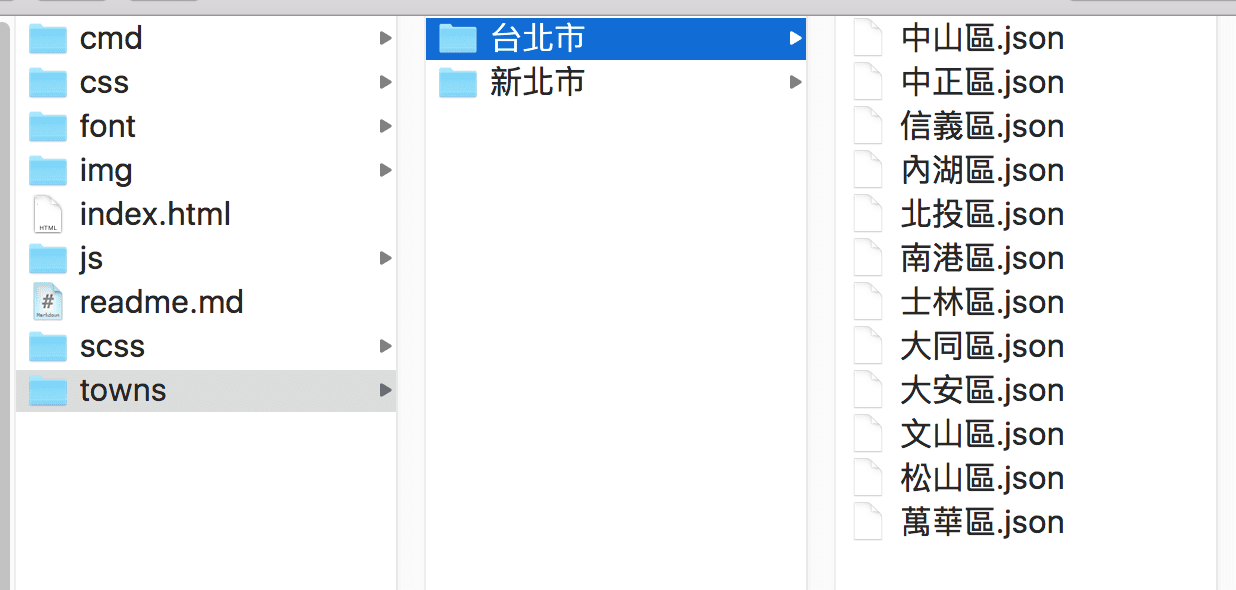 cmd
css
font
img
HTML
index.html
js
#
Markdown
readme.md
scss
towns
台北市
新北市
中山區.json
中正區.json
信義區.json
內湖區.json
北投區.json
南港區.json
士林區.json
大同區.json
大安區.json
文山區.json
松山區.json
萬華區.json